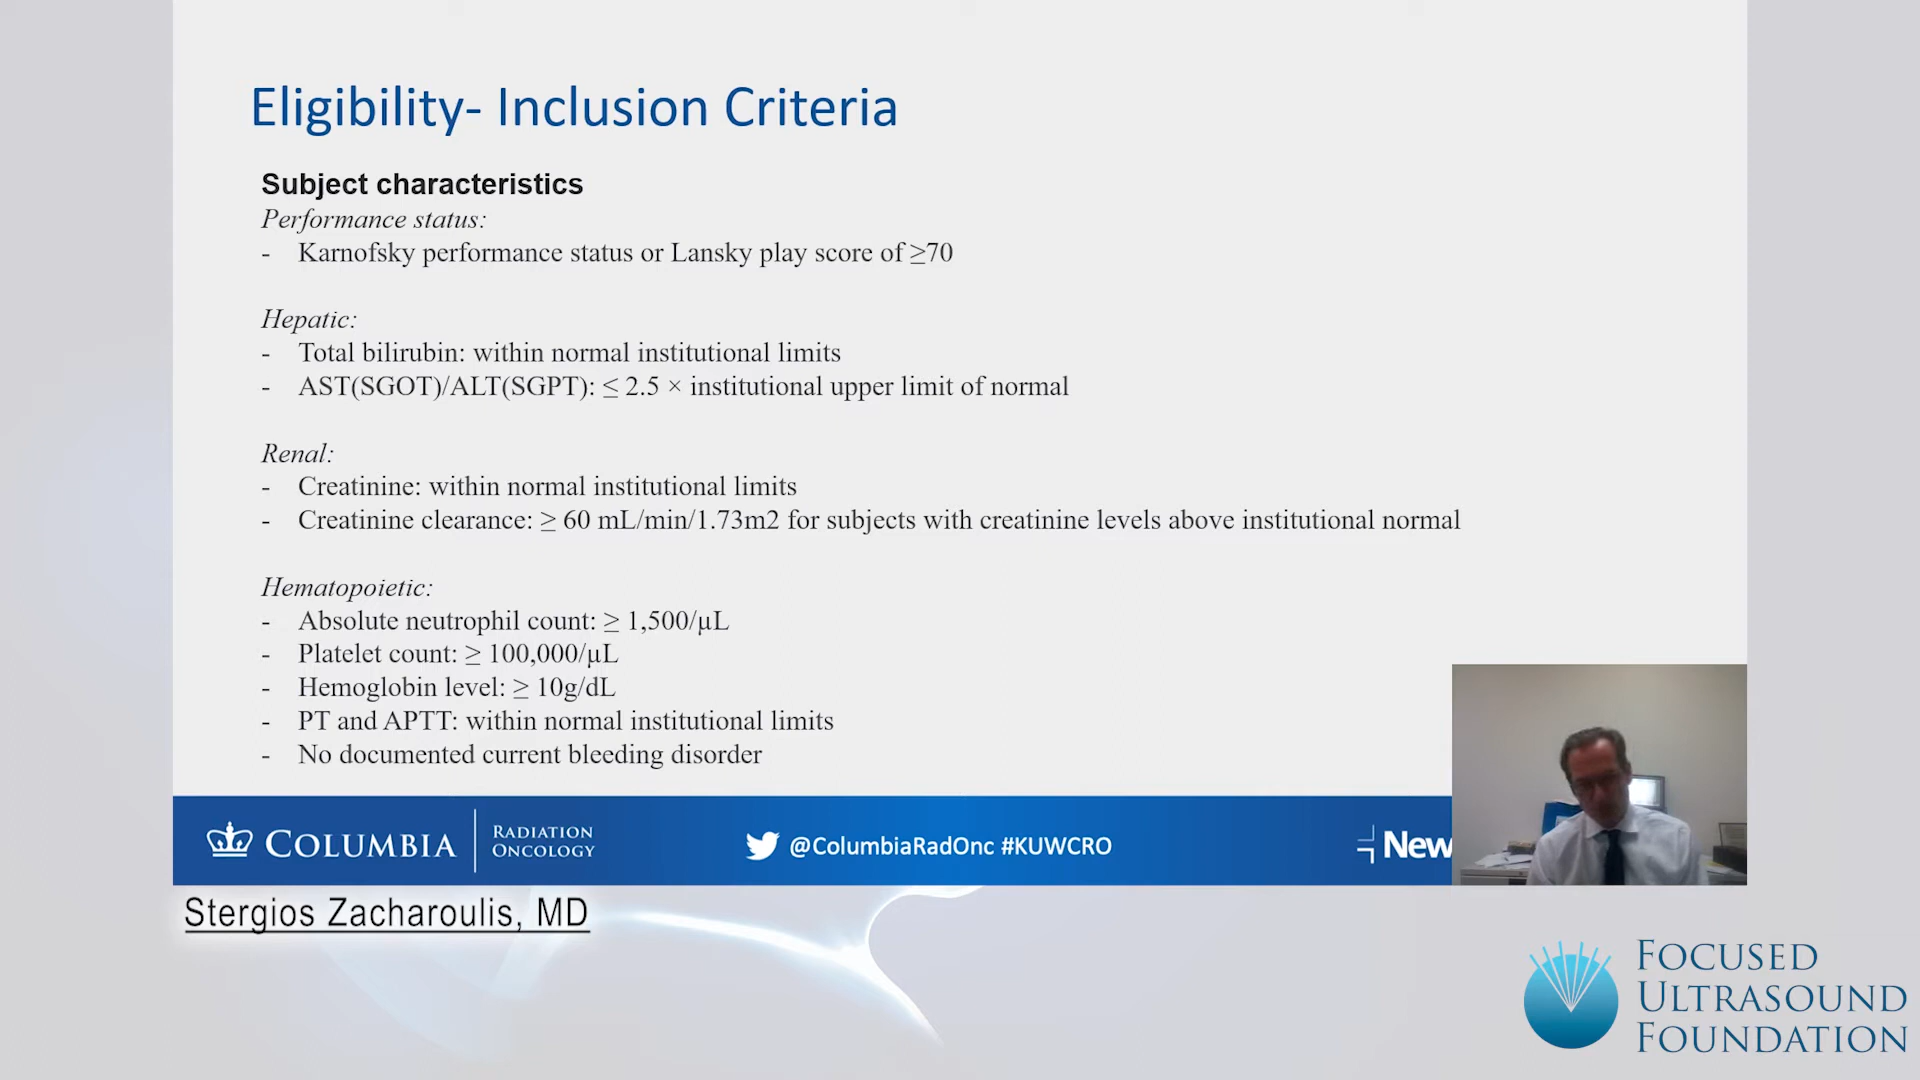 Eligibility- Inclusion Criteria
Subject characteristics
Performance status:
- Karnofsky performance status or Lansky play score of ≥70
Hepatic:
- Total bilirubin: within normal institutional limits
- AST(SGOT)/ALT(SGPT): ≤ 2.5 × institutional upper limit of normal
Renal:
- Creatinine: within normal institutional limits
- Creatinine clearance: ≥ 60 mL/min/1.73m2 for subjects with creatinine levels above institutional normal
Hematopoietic:
- Absolute neutrophil count: ≥ 1,500/µL
- Platelet count: ≥ 100,000/µL
- Hemoglobin level: ≥ 10g/dL
- PT and APTT: within normal institutional limits
- No documented current bleeding disorder
COLUMBIA
RADIATION
ONCOLOGY
@ColumbiaRadOnc #KUWCRO
New
Stergios Zacharoulis, MD
FOCUSED
ULTRASOUND
FOUNDATION